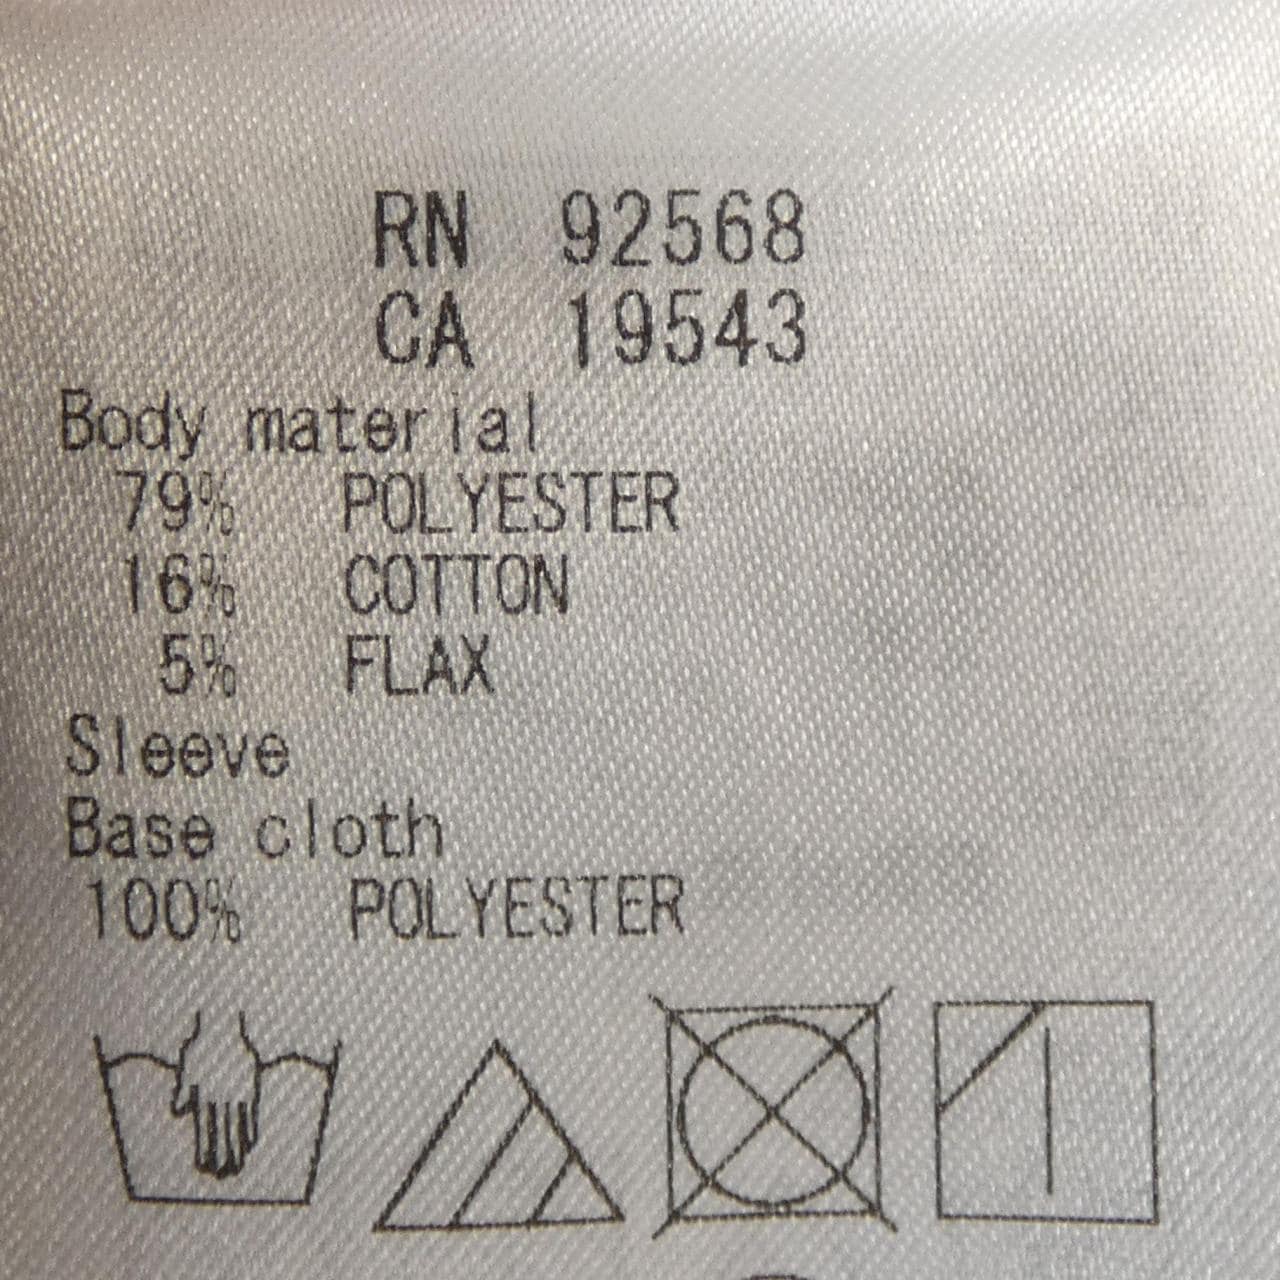 RN 92568
CA 19543
Body material
79% POLYESTER
16% COTTON
5% FLAX
Sleeve
Base cloth
100% POLYESTER